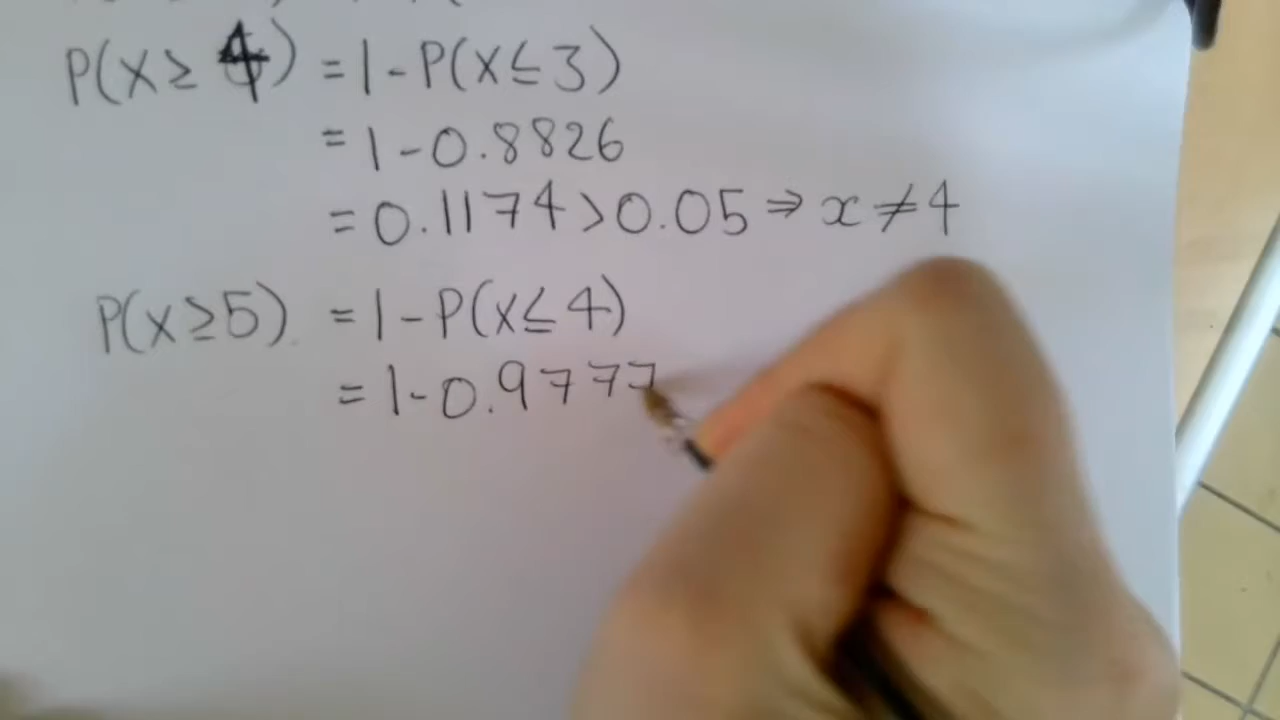 P(X ≥ 4) = 1 - P(X ≤ 3)
= 1 - 0.8826
= 0.1174 > 0.05 ⇒ x ≠ 4
P(X ≥ 5) = 1 - P(X ≤ 4)
= 1 - 0.9777